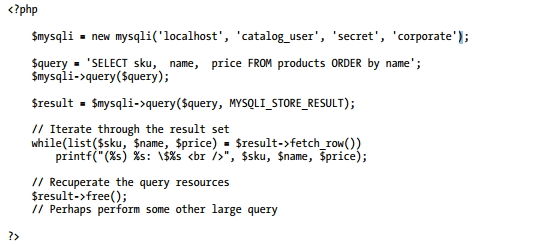 <?php
$mysqli = new mysqli('localhost', 'catalog_user', 'secret', 'corporate');
$query = 'SELECT sku, name, price FROM products ORDER by name';
$mysqli->query($query);
$result = $mysqli->query($query, MYSQLI_STORE_RESULT);
// Iterate through the result set
while(list($sku, $name, $price) = $result->fetch_row())
printf("(%s) %s: \$%s <br />", $sku, $name, $price);
// Recuperate the query resources
$result->free();
// Perhaps perform some other large query
?>